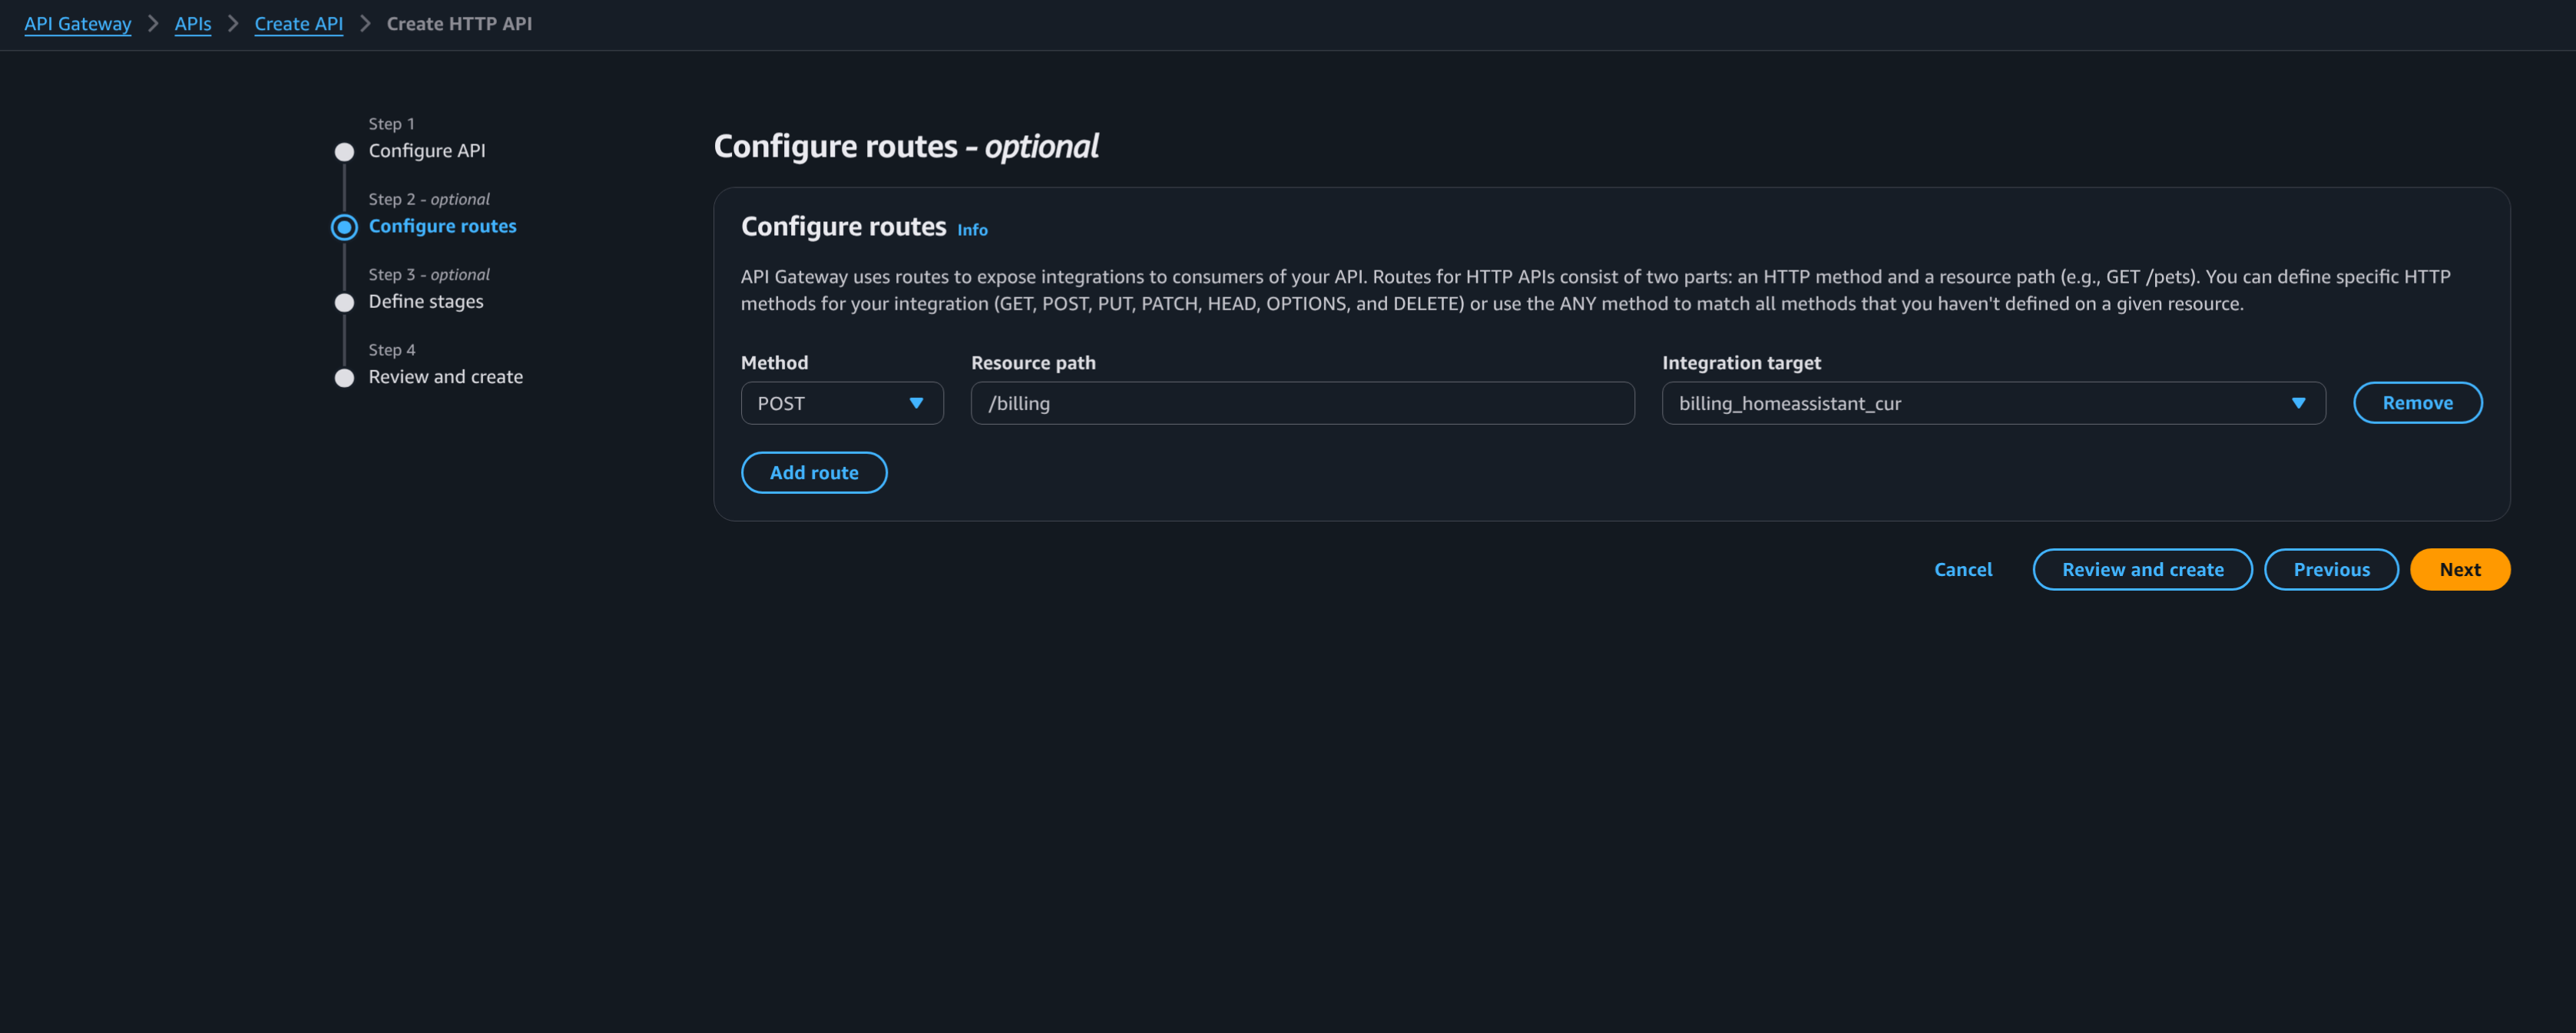 API Gateway > APIs > Create API > Create HTTP API
Step 1
Configure API
Step 2 - optional
Configure routes
Step 3 - optional
Define stages
Step 4
Review and create
Configure routes - optional
Configure routes Info
API Gateway uses routes to expose integrations to consumers of your API. Routes for HTTP APIs consist of two parts: an HTTP method and a resource path (e.g., GET /pets). You can define specific HTTP
methods for your integration (GET, POST, PUT, PATCH, HEAD, OPTIONS, and DELETE) or use the ANY method to match all methods that you haven't defined on a given resource.
Method Resource path Integration target
POST /billing billing_homeassistant_cur Remove
Add route
Cancel Review and create Previous Next